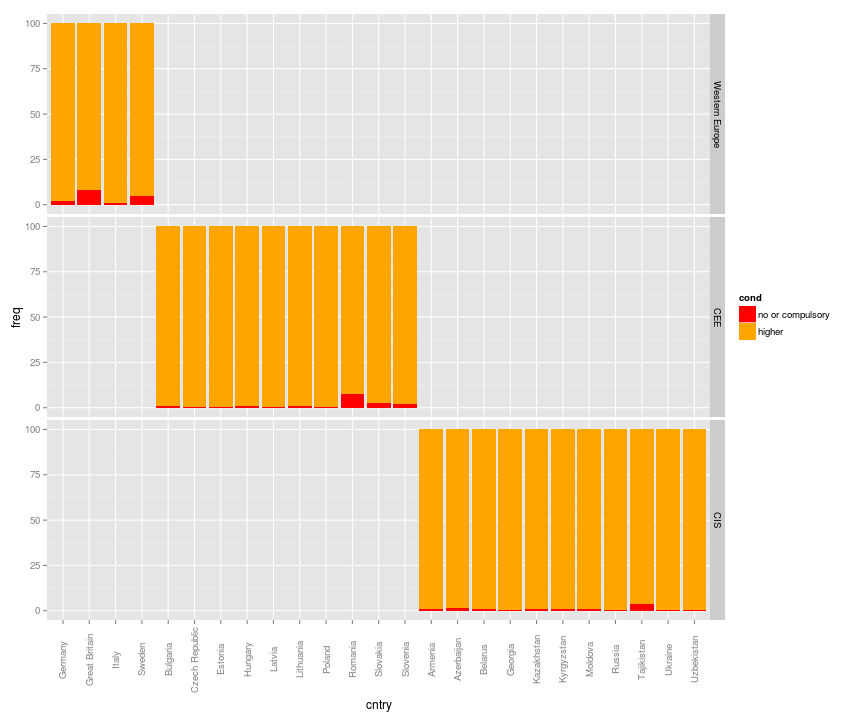 100
75
50
25
0
Western Europe
100
75
50
25
0
CEE
100
75
50
25
0
CIS
freq
Germany
Great Britain
Italy
Sweden
Bulgaria
Czech Republic
Estonia
Hungary
Latvia
Lithuania
Poland
Romania
Slovakia
Slovenia
Armenia
Azerbaijan
Belarus
Georgia
Kazakhstan
Kyrgyzstan
Moldova
Russia
Tajikistan
Ukraine
Uzbekistan
cntry
cond
no or compulsory
higher